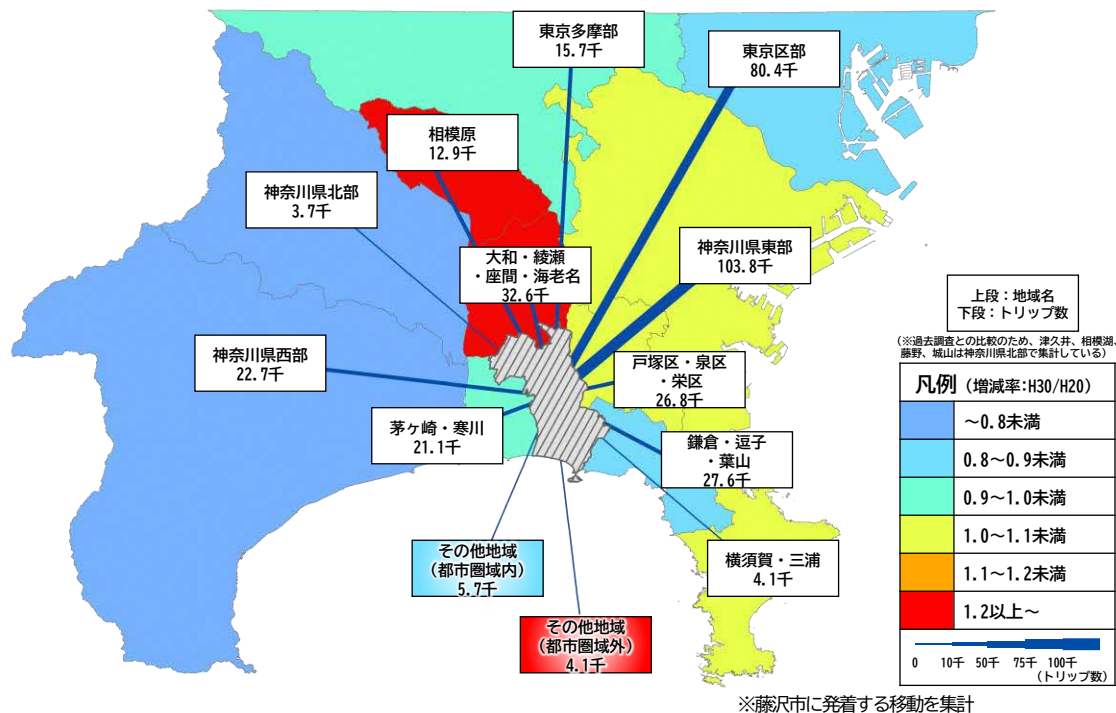 東京多摩部
15.7千
東京区部
80.4千
相模原
12.9千
神奈川県北部
3.7千
大和・綾瀬
・座間・海老名
32.6千
神奈川県東部
103.8千
上段：地域名
下段：トリップ数
(※過去調査との比較のため、津久井、相模湖、
藤野、城山は神奈川県北部で集計している)
神奈川県西部
22.7千
戸塚区・泉区
・栄区
26.8千
茅ヶ崎・寒川
21.1千
鎌倉・逗子
・葉山
27.6千
その他地域
(都市圏域内)
5.7千
横須賀・三浦
4.1千
その他地域
(都市圏域外)
4.1千
凡例 (増減率:H30/H20)
～0.8未満
0.8～0.9未満
0.9～1.0未満
1.0～1.1未満
1.1～1.2未満
1.2以上～
0 10千 50千 75千 100千
(トリップ数)
※藤沢市に発着する移動を集計